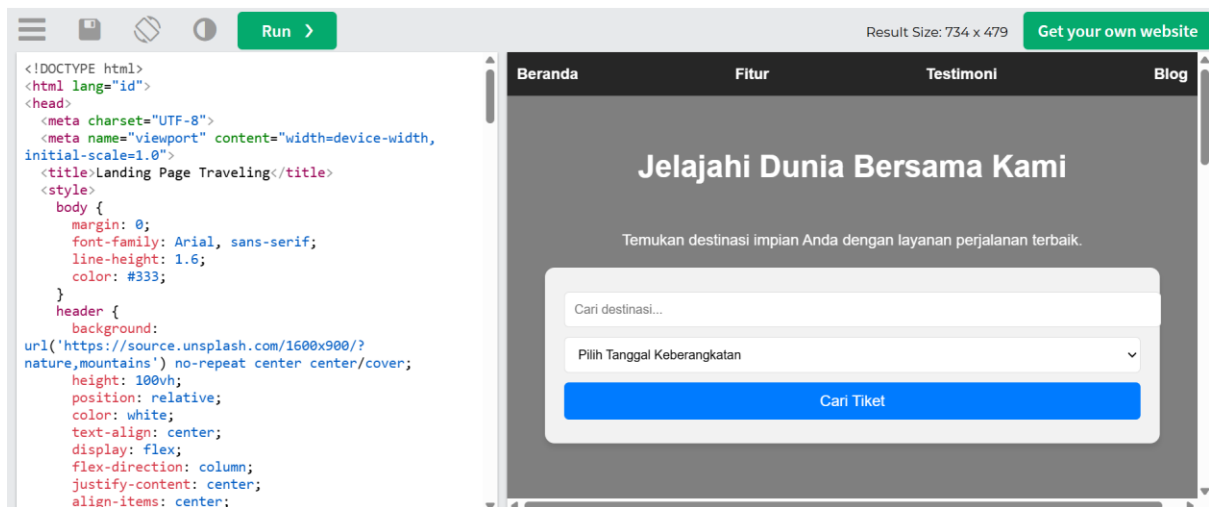 Run ❯
Result Size: 734 x 479
Get your own website
<!DOCTYPE html>
<html lang="id">
<head>
  <meta charset="UTF-8">
  <meta name="viewport" content="width=device-width,
initial-scale=1.0">
  <title>Landing Page Traveling</title>
  <style>
    body {
      margin: 0;
      font-family: Arial, sans-serif;
      line-height: 1.6;
      color: #333;
    }
    header {
      background:
url('https://source.unsplash.com/1600x900/?
nature,mountains') no-repeat center center/cover;
      height: 100vh;
      position: relative;
      color: white;
      text-align: center;
      display: flex;
      flex-direction: column;
      justify-content: center;
      align-items: center;
Beranda Fitur Testimoni Blog
Jelajahi Dunia Bersama Kami
Temukan destinasi impian Anda dengan layanan perjalanan terbaik.
Cari destinasi...
Pilih Tanggal Keberangkatan
Cari Tiket